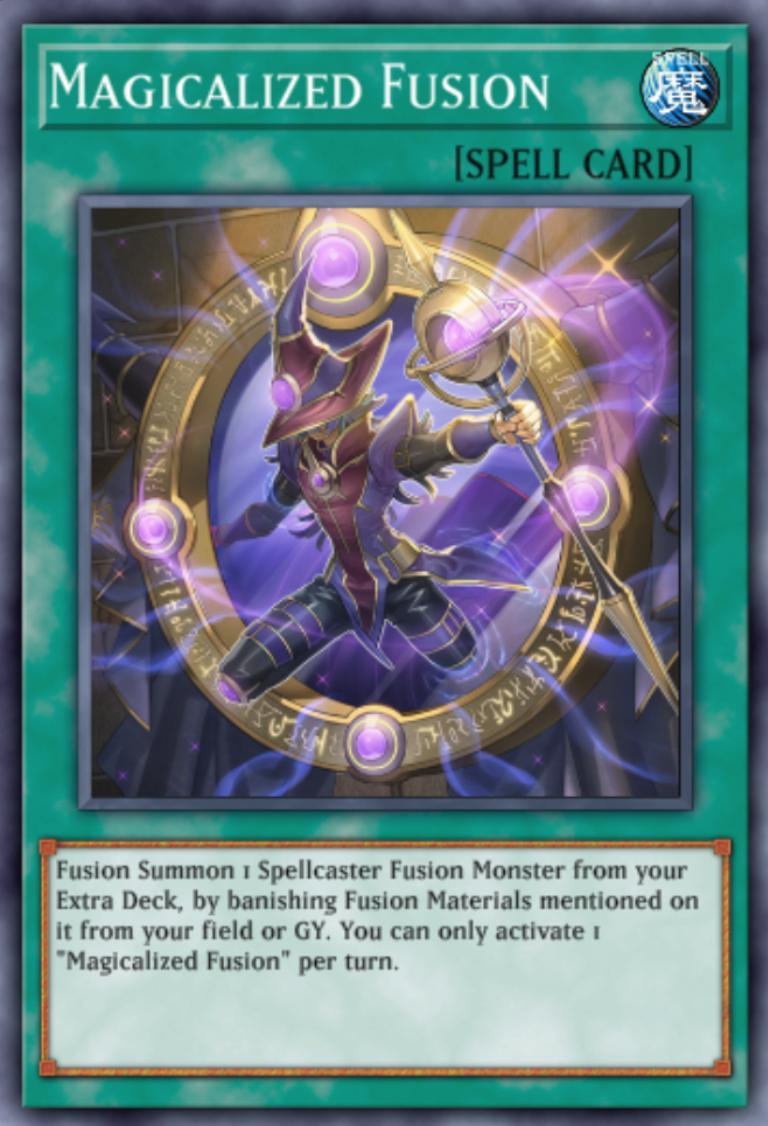 MAGICALIZED FUSION
SPELL
魔
[SPELL CARD]
Fusion Summon 1 Spellcaster Fusion Monster from your
Extra Deck, by banishing Fusion Materials mentioned on
it from your field or GY. You can only activate 1
"Magicalized Fusion" per turn.